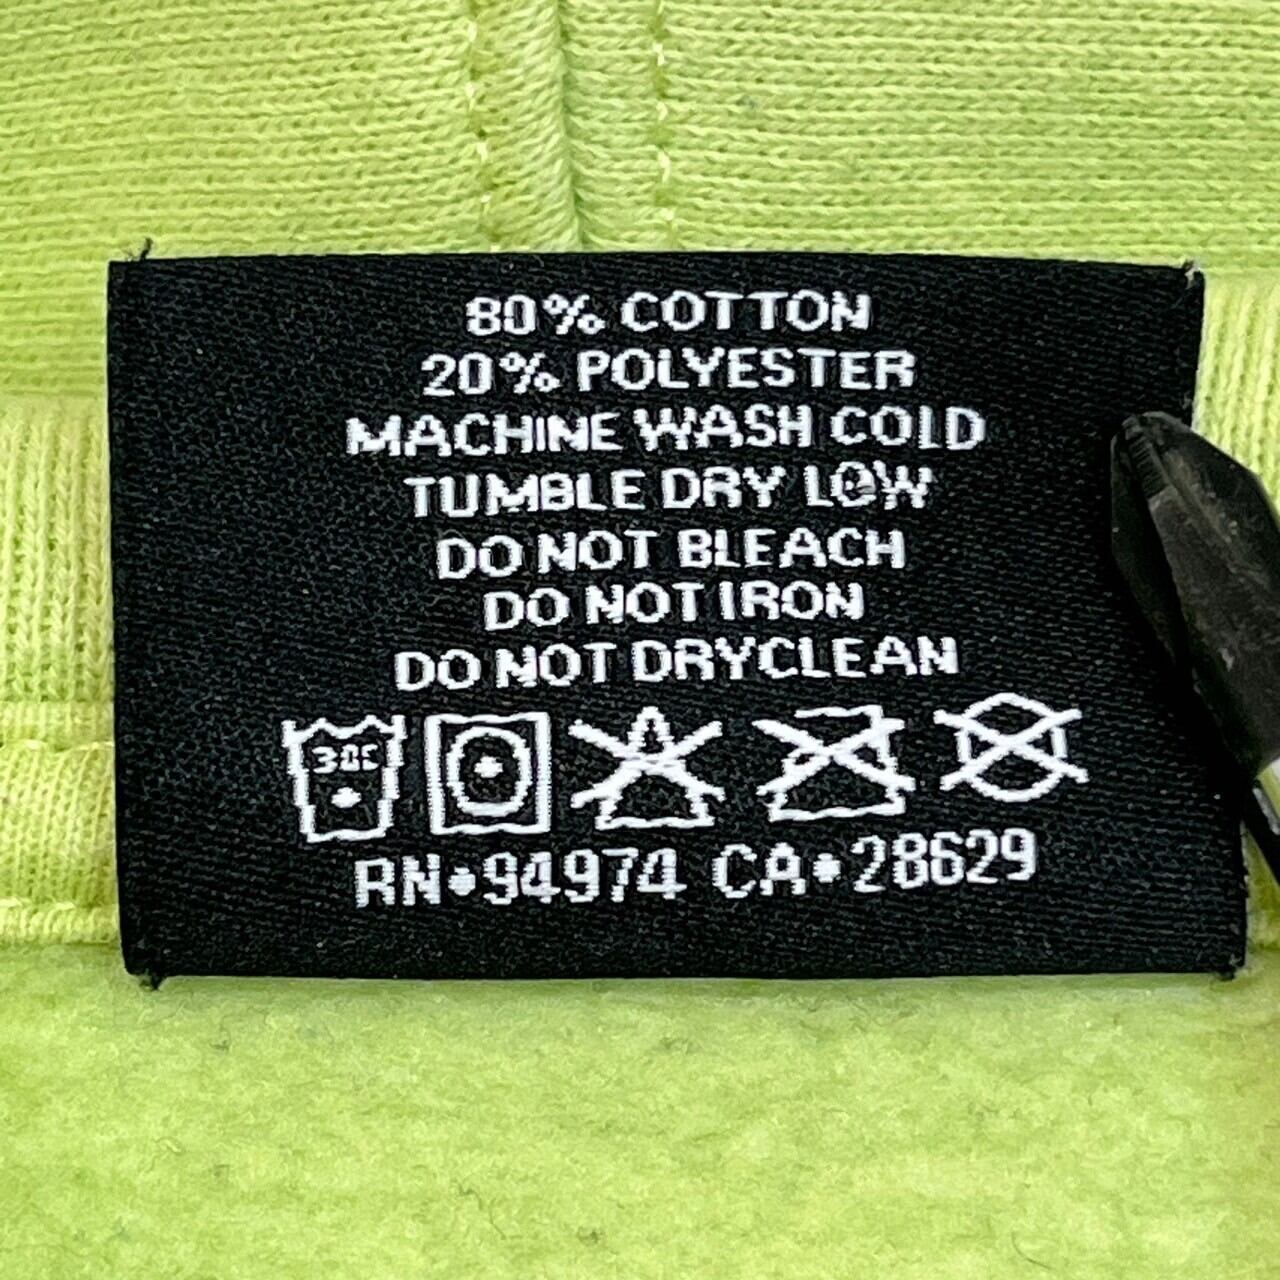 80% COTTON
20% POLYESTER
MACHINE WASH COLD
TUMBLE DRY LOW
DO NOT BLEACH
DO NOT IRON
DO NOT DRYCLEAN
30C
RN•94974 CA•28629